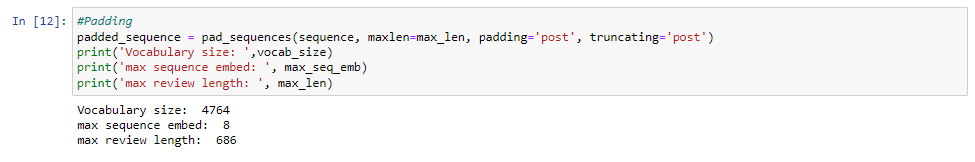 In [12]: #Padding
padded_sequence = pad_sequences(sequence, maxlen=max_len, padding='post', truncating='post')
print('Vocabulary size: ',vocab_size)
print('max sequence embed: ', max_seq_emb)
print('max review length: ', max_len)
Vocabulary size:  4764
max sequence embed:  8
max review length:  686